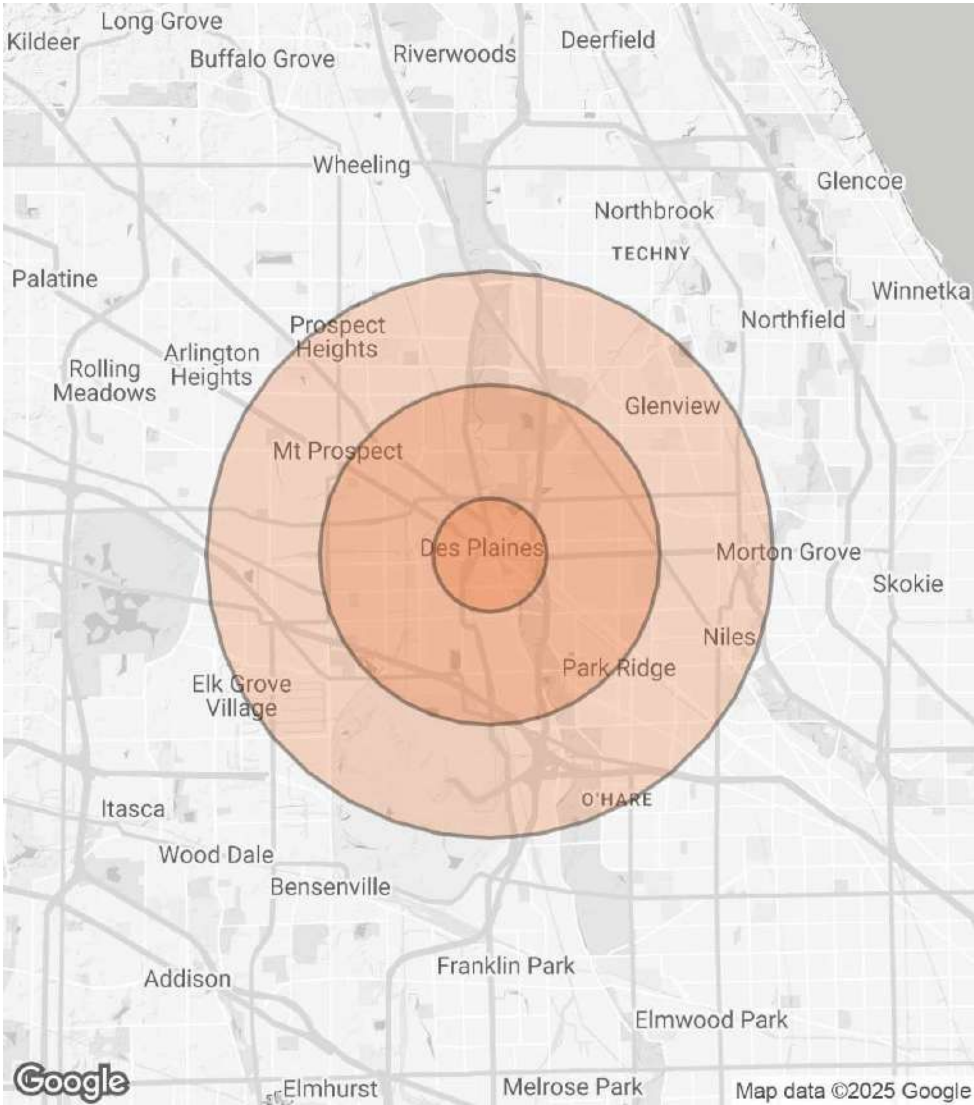 Long Grove
Kildeer
Buffalo Grove
Riverwoods
Deerfield
Wheeling
Glencoe
Northbrook
TECHNY
Palatine
Winnetka
Northfield
Prospect
Heights
Arlington
Heights
Rolling
Meadows
Glenview
Mt Prospect
Des Plaines
Morton Grove
Skokie
Niles
Park Ridge
Elk Grove
Village
O'HARE
Itasca
Wood Dale
Bensenville
Franklin Park
Addison
Elmwood Park
Google
Elmhurst
Melrose Park
Map data ©2025 Google